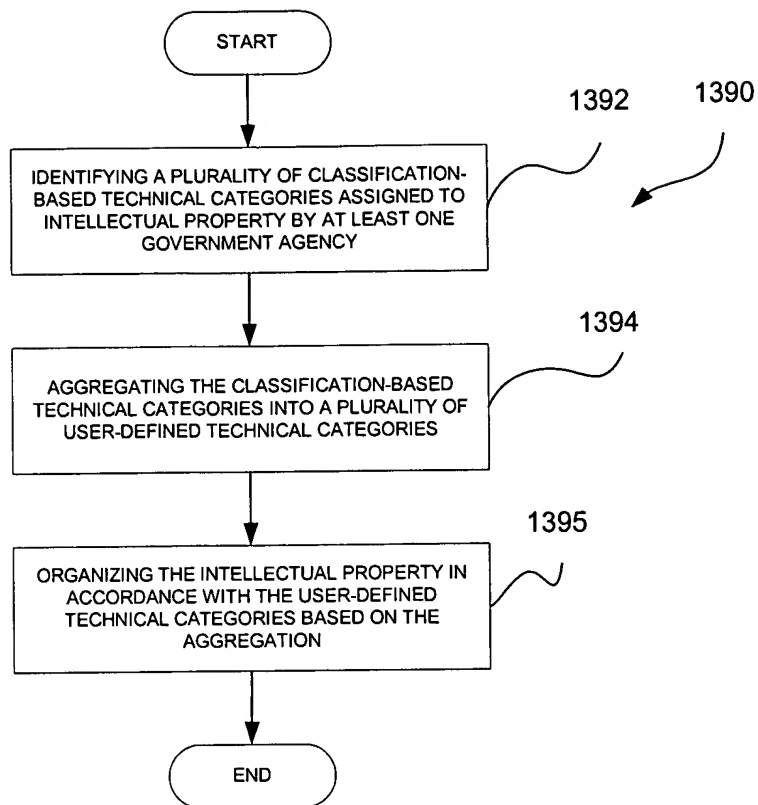 START
1392
1390
IDENTIFYING A PLURALITY OF CLASSIFICATION-
BASED TECHNICAL CATEGORIES ASSIGNED TO
INTELLECTUAL PROPERTY BY AT LEAST ONE
GOVERNMENT AGENCY
1394
AGGREGATING THE CLASSIFICATION-BASED
TECHNICAL CATEGORIES INTO A PLURALITY OF
USER-DEFINED TECHNICAL CATEGORIES
1395
ORGANIZING THE INTELLECTUAL PROPERTY IN
ACCORDANCE WITH THE USER-DEFINED
TECHNICAL CATEGORIES BASED ON THE
AGGREGATION
END